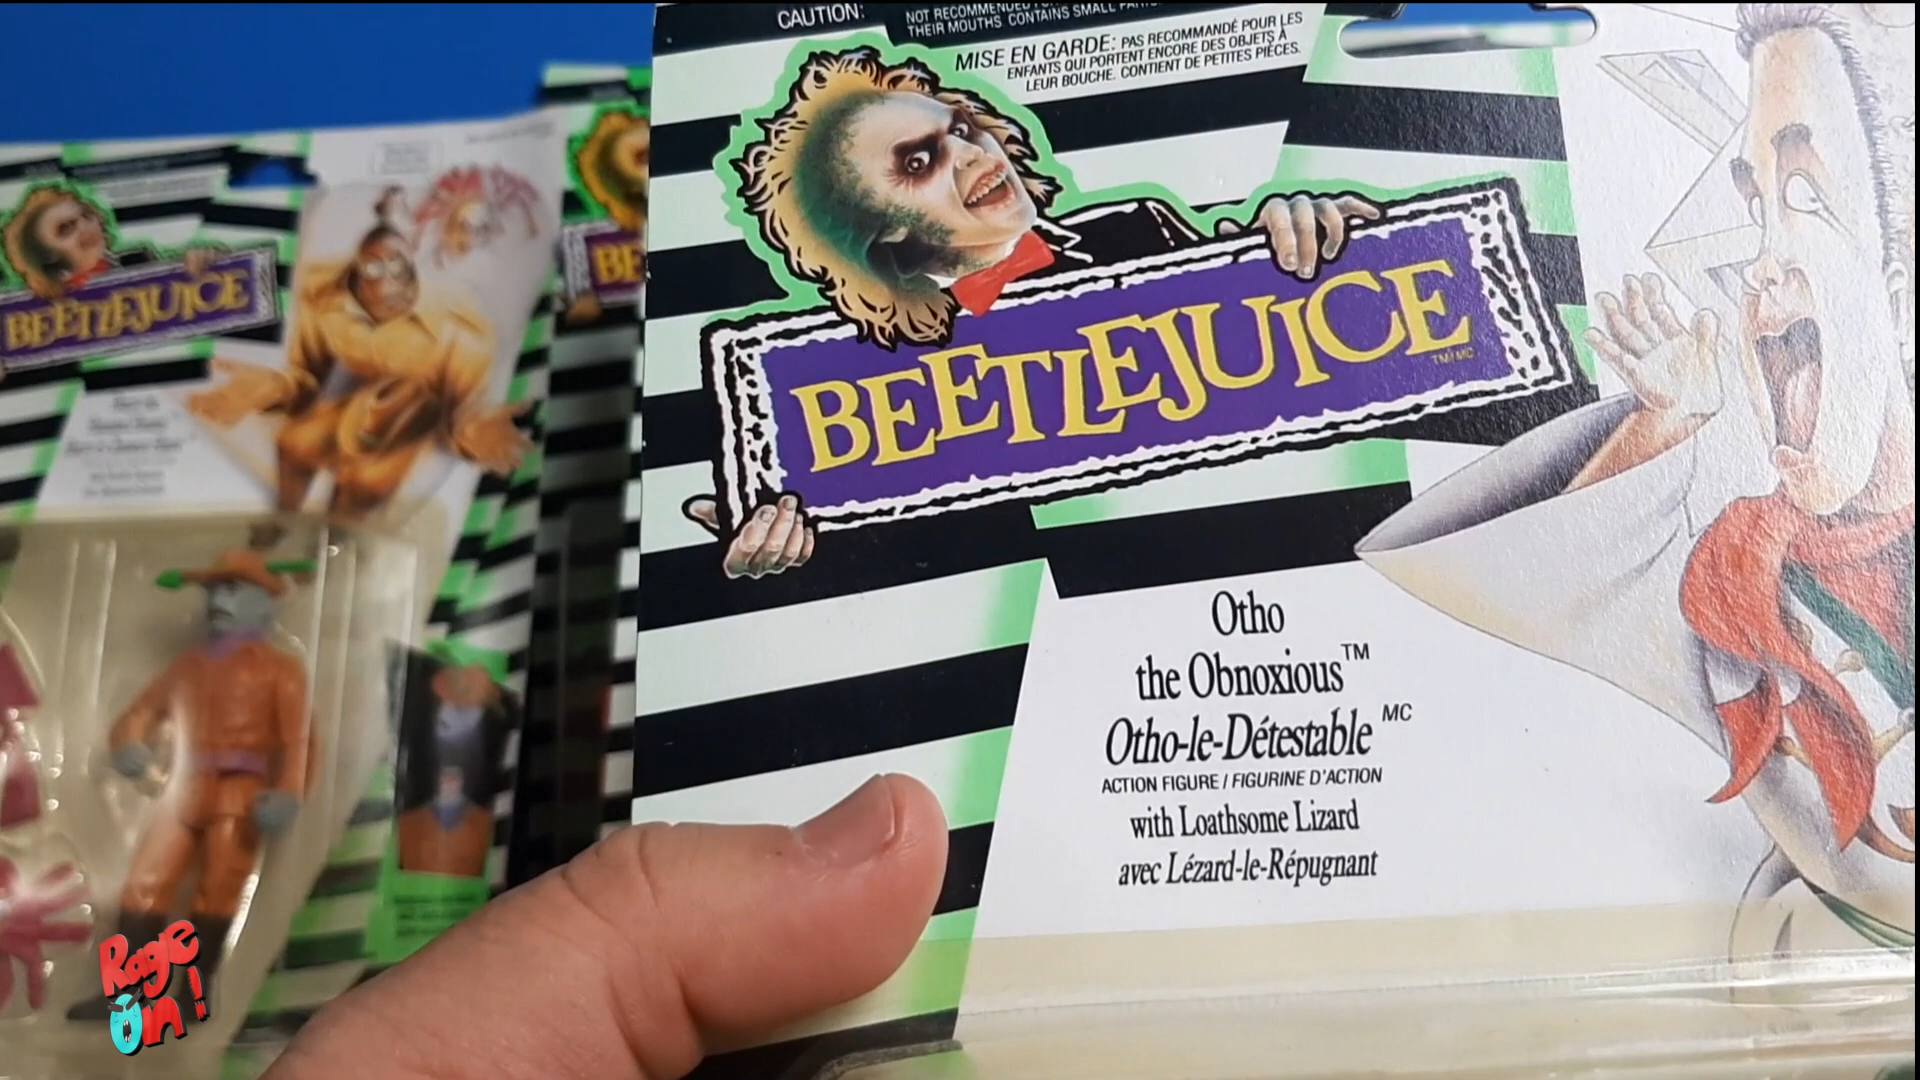 CAUTION:
NOT RECOMMENDED
THEIR MOUTHS. CONTAINS SMALL
MISE EN GARDE: PAS RECOMMANDÉ POUR LES
ENFANTS QUI PORTENT ENCORE DES OBJETS À
LEUR BOUCHE. CONTIENT DE PETITES PIÈCES.
BEETLEJUICE
TM/MC
Otho
the Obnoxious™
Otho-le-Détestable MC
ACTION FIGURE / FIGURINE D'ACTION
with Loathsome Lizard
avec Lézard-le-Répugnant
BEETLEJUICE
BE
Rage
On!